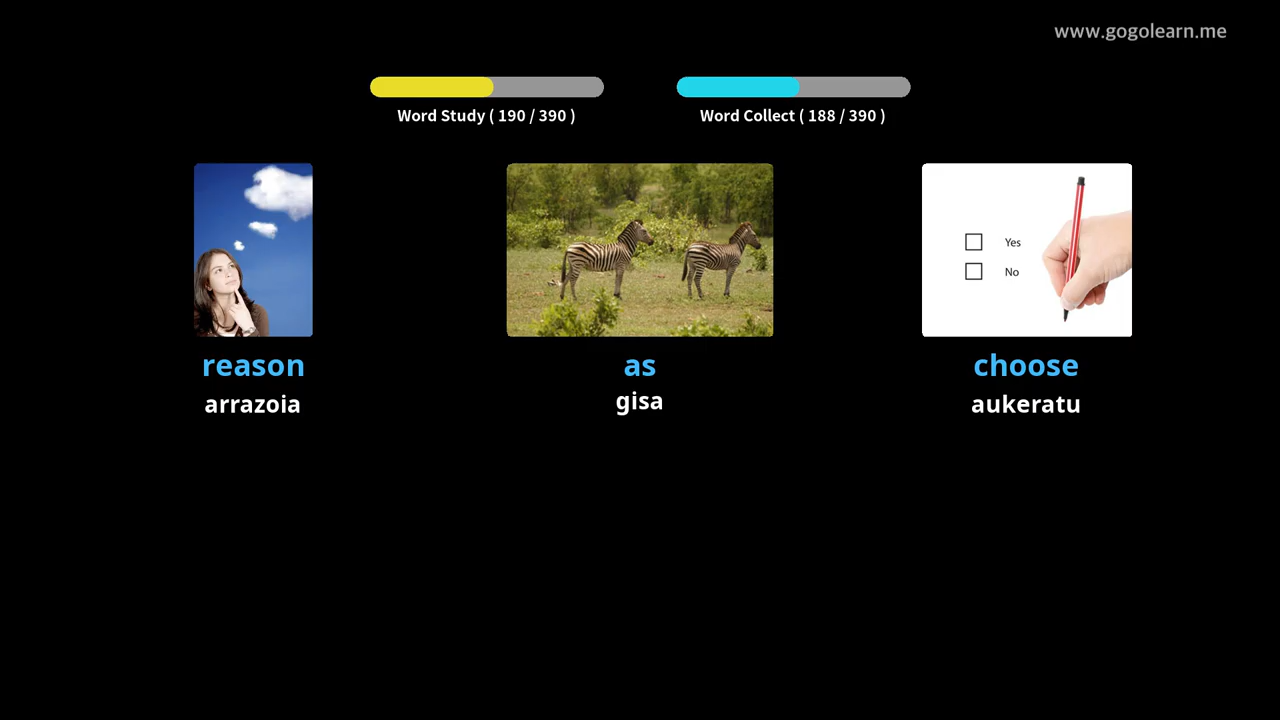 www.gogolearn.me
Word Study ( 190 / 390 )
Word Collect ( 188 / 390 )
Yes
No
reason
as
choose
arrazoia
gisa
aukeratu